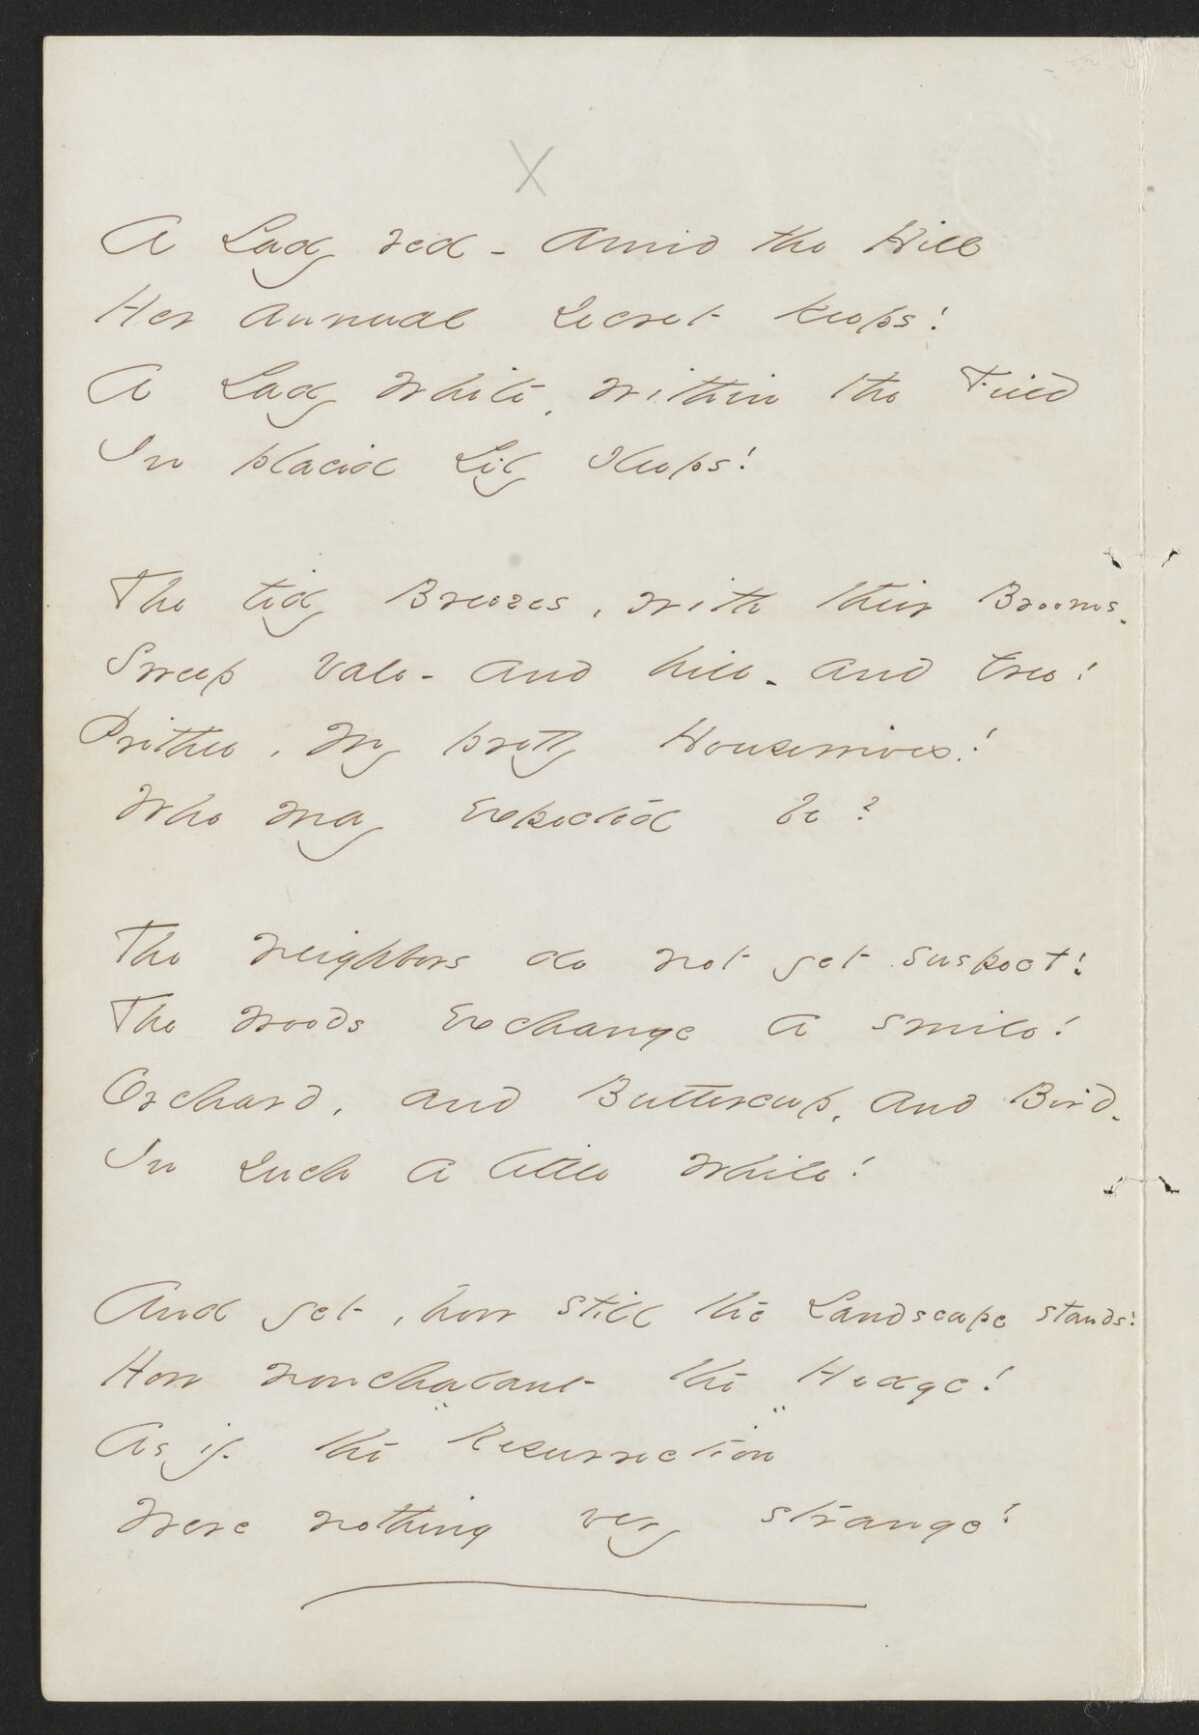 X
A Lady red - amid the Hill
Her annual secret keeps!
A Lady white, within the Field
In placid Lily sleeps!
The tidy Breezes, with their Brooms -
Sweep vale - and hill - and tree!
Prithee, my pretty Housewives!
Who may expected be?
The neighbors do not yet suspect!
The woods exchange a smile!
Orchard, and Buttercup, and Bird -
In such a little while!
And yet, how still the Landscape stands!
How nonchalant the Hedge!
As if the "Resurrection"
Were nothing very strange!